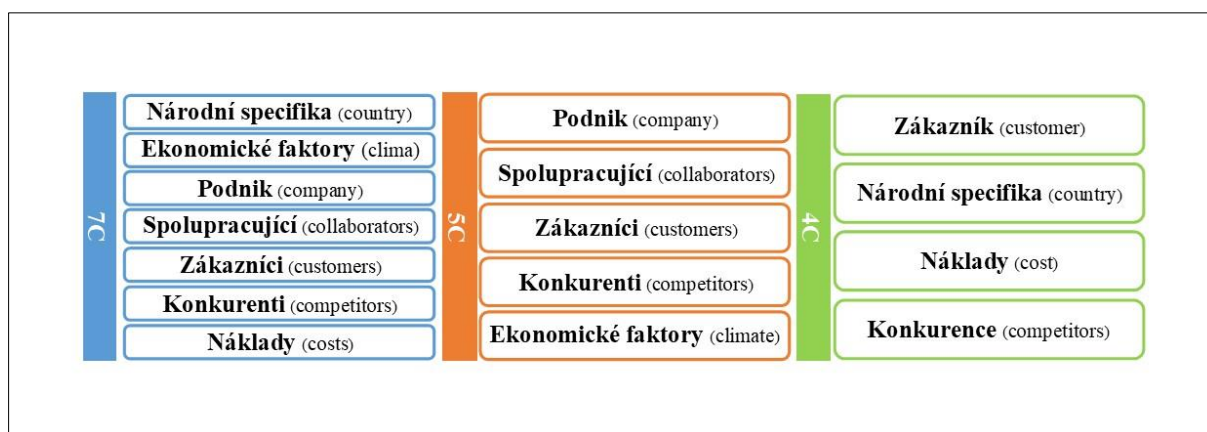 7C
Národní specifika (country)
Ekonomické faktory (clima)
Podnik (company)
Spolupracující (collaborators)
Zákazníci (customers)
Konkurenti (competitors)
Náklady (costs)
5C
Podnik (company)
Spolupracující (collaborators)
Zákazníci (customers)
Konkurenti (competitors)
Ekonomické faktory (climate)
4C
Zákazník (customer)
Národní specifika (country)
Náklady (cost)
Konkurence (competitors)